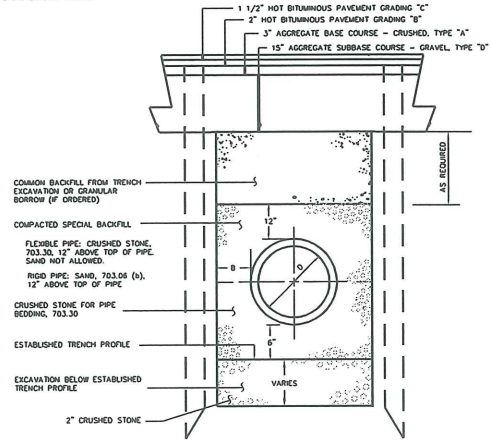 1 1/2" HOT BITUMINOUS PAVEMENT GRADING "C"
2" HOT BITUMINOUS PAVEMENT GRADING "B"
3" AGGREGATE BASE COURSE - CRUSHED, TYPE "A"
15" AGGREGATE SUBBASE COURSE - GRAVEL, TYPE "D"
AS REQUIRED
COMMON BACKFILL FROM TRENCH
EXCAVATION OR GRANULAR
BORROW (IF ORDERED)
COMPACTED SPECIAL BACKFILL
12"
FLEXIBLE PIPE: CRUSHED STONE,
703.30, 12" ABOVE TOP OF PIPE.
SAND NOT ALLOWED.
B
D
RIGID PIPE: SAND, 703.06 (b),
12" ABOVE TOP OF PIPE
CRUSHED STONE FOR PIPE
BEDDING, 703.30
6"
ESTABLISHED TRENCH PROFILE
EXCAVATION BELOW ESTABLISHED
TRENCH PROFILE
VARIES
2" CRUSHED STONE